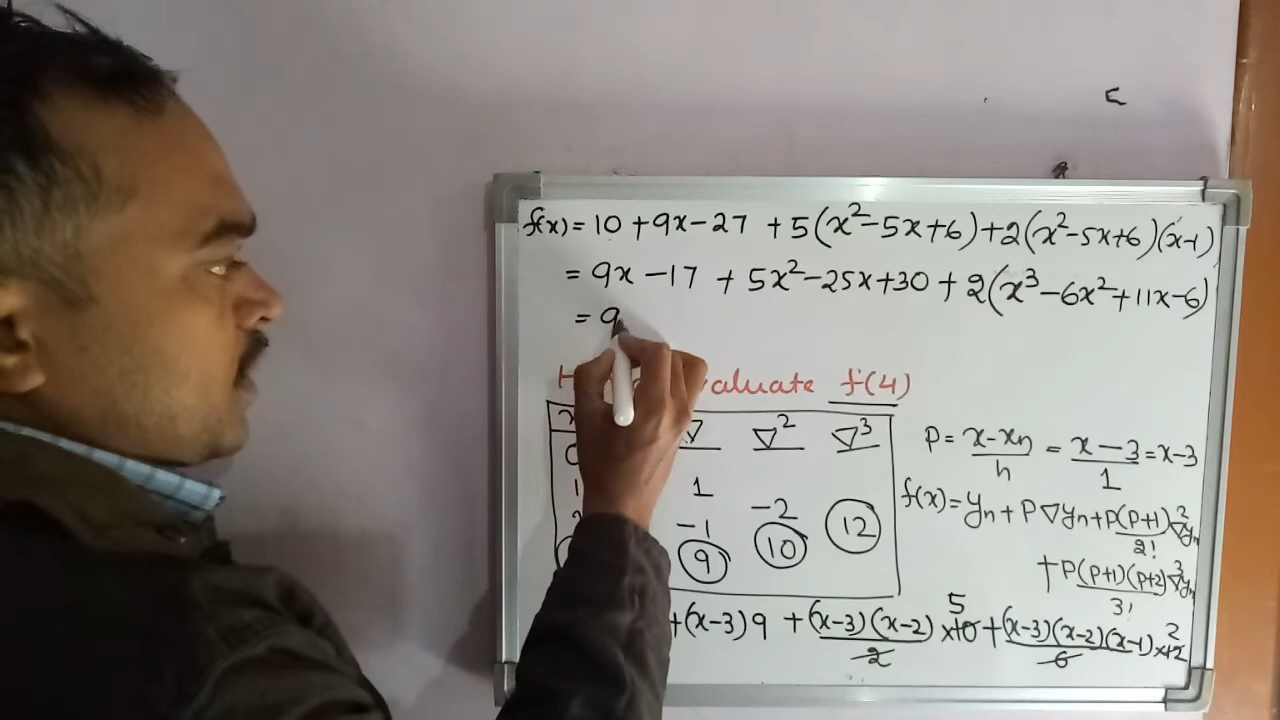 f(x) = 10 + 9x - 27 + 5(x² - 5x + 6) + 2(x² - 5x + 6)(x-1)
= 9x - 17 + 5x² - 25x + 30 + 2(x³ - 6x² + 11x - 6)
= 9
f(4)
∇² ∇³
1
-2
-1
12
9 10
P = x-xn/h = x-3/1 = x-3
f(x) = yn + P∇yn + P(P+1)/2! ∇²yn
+ P(P+1)(P+2)/3! ∇³yn
+(x-3)9 + (x-3)(x-2)/2 ×10 5 + (x-3)(x-2)(x-1)/6 ×12 2